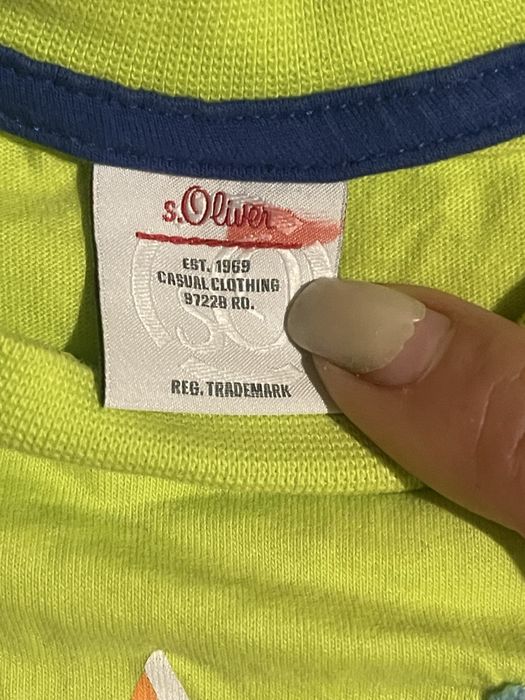 s.Oliver
EST. 1969
CASUAL CLOTHING
97228 RO.
REG. TRADEMARK